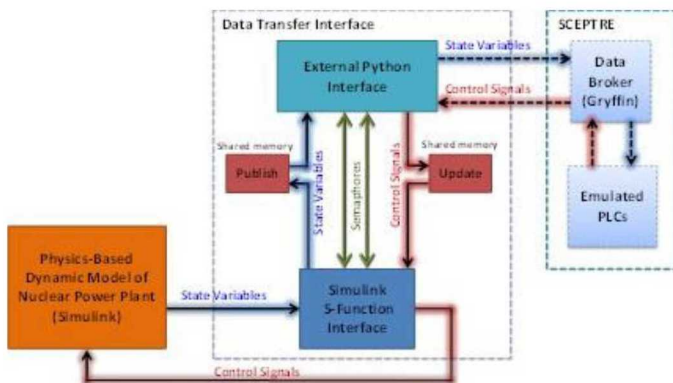 Data Transfer Interface
SCEPTRE
External Python
Interface
State Variables
Control Signals
Data
Broker
(Gryffin)
Shared memory
Publish
State Variables
Semaphores
Control Signals
Shared memory
Update
Emulated
PLCs
Physics-Based
Dynamic Model of
Nuclear Power Plant
(Simulink)
State Variables
Simulink
S-Function
Interface
Control Signals